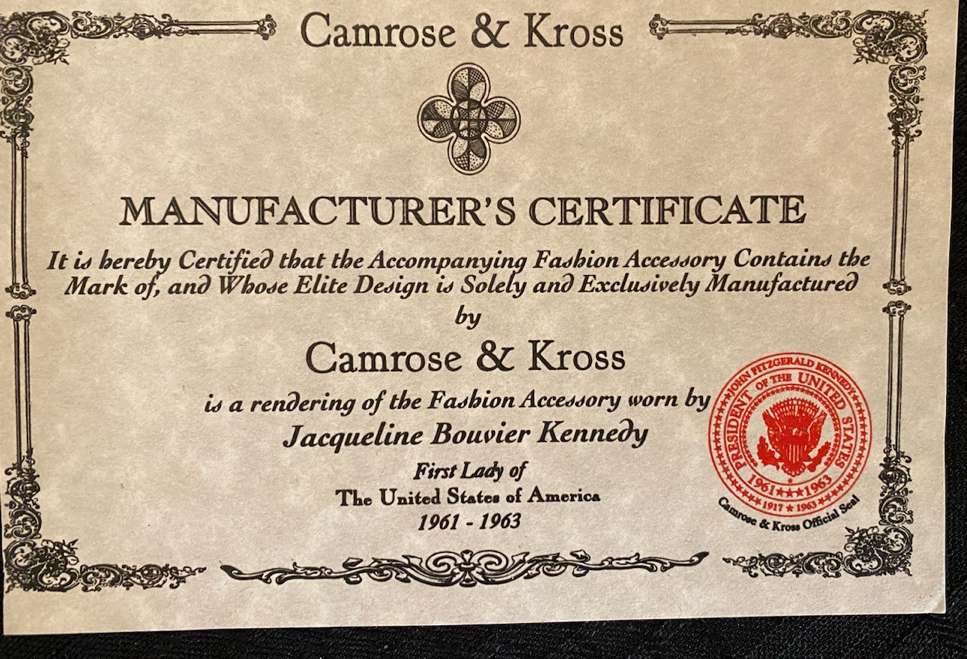 Camrose & Kross
MANUFACTURER'S CERTIFICATE
It is hereby Certified that the Accompanying Fashion Accessory Contains the
Mark of, and Whose Elite Design is Solely and Exclusively Manufactured
by
Camrose & Kross
is a rendering of the Fashion Accessory worn by
Jacqueline Bouvier Kennedy
First Lady of
The United States of America
1961 - 1963
JOHN FITZGERALD KENNEDY
PRESIDENT OF THE UNITED STATES
1961★★★1963
1917 ★ 1963
Camrose & Kross Official Seal